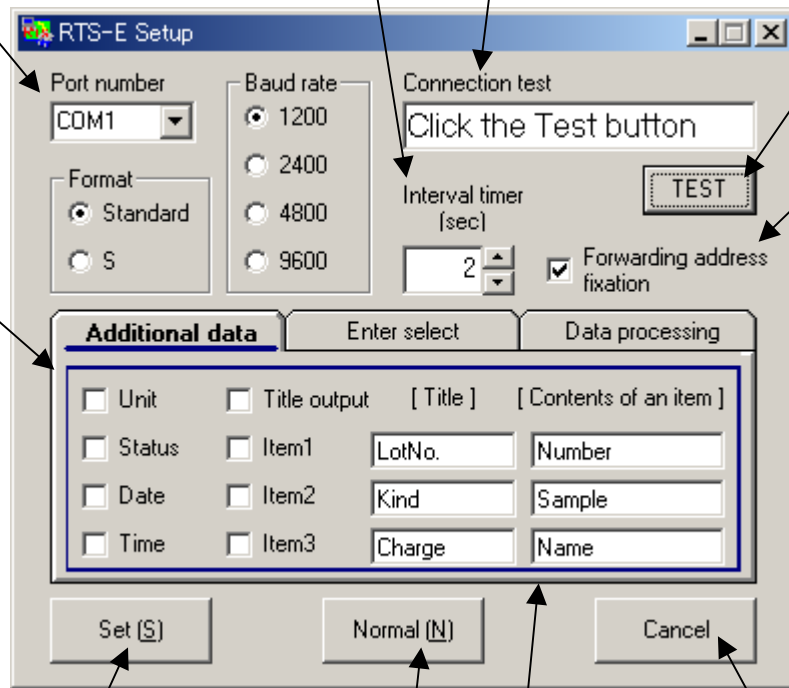 RTS-E Setup
Port number
COM1
Format
Standard
S
Baud rate
1200
2400
4800
9600
Connection test
Click the Test button
Interval timer
(sec)
2
TEST
Forwarding address
fixation
Additional data
Enter select
Data processing
Unit
Title output
[ Title ]
[ Contents of an item ]
Status
Item1
LotNo.
Number
Date
Item2
Kind
Sample
Time
Item3
Charge
Name
Set (S)
Normal (N)
Cancel